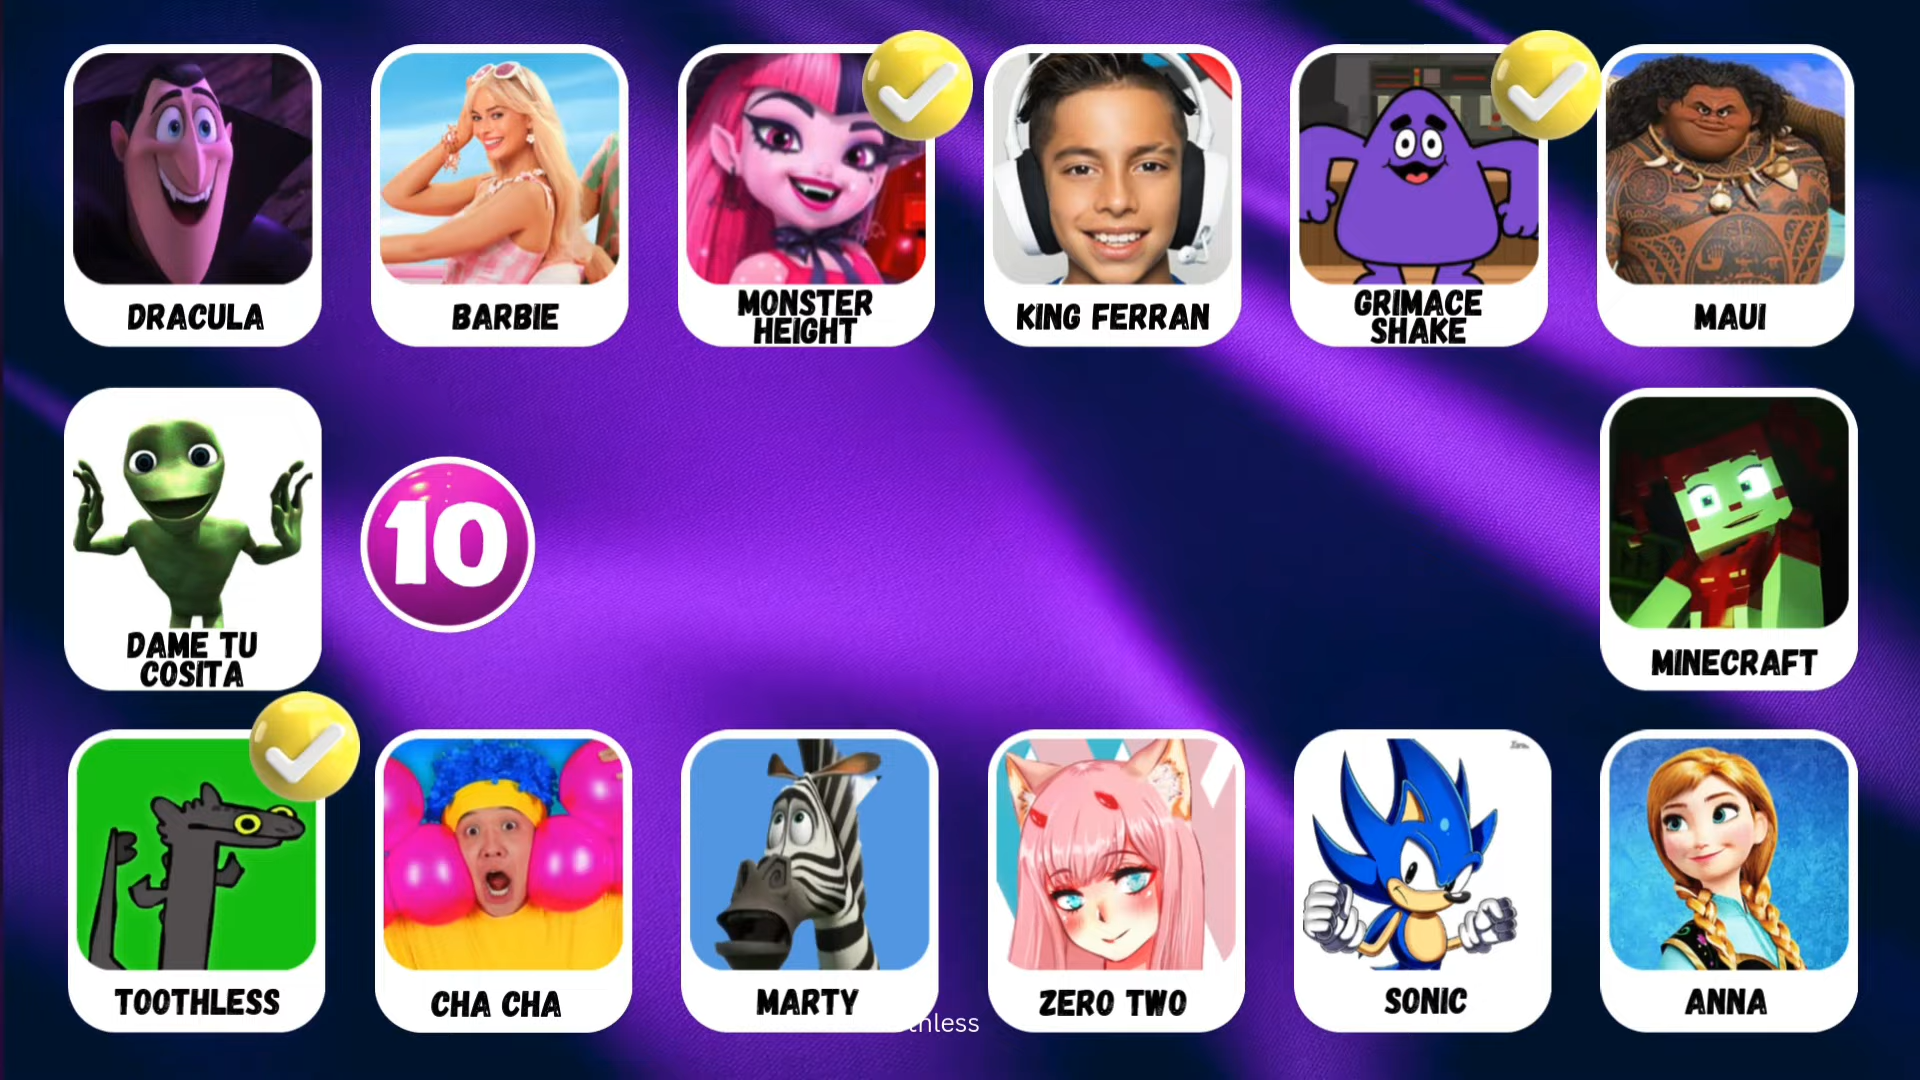 DRACULA
BARBIE
MONSTER
HEIGHT
KING FERRAN
GRIMACE
SHAKE
MAUI
DAME TU
COSITA
10
MINECRAFT
TOOTHLESS
CHA CHA
MARTY
ZERO TWO
SONIC
ANNA